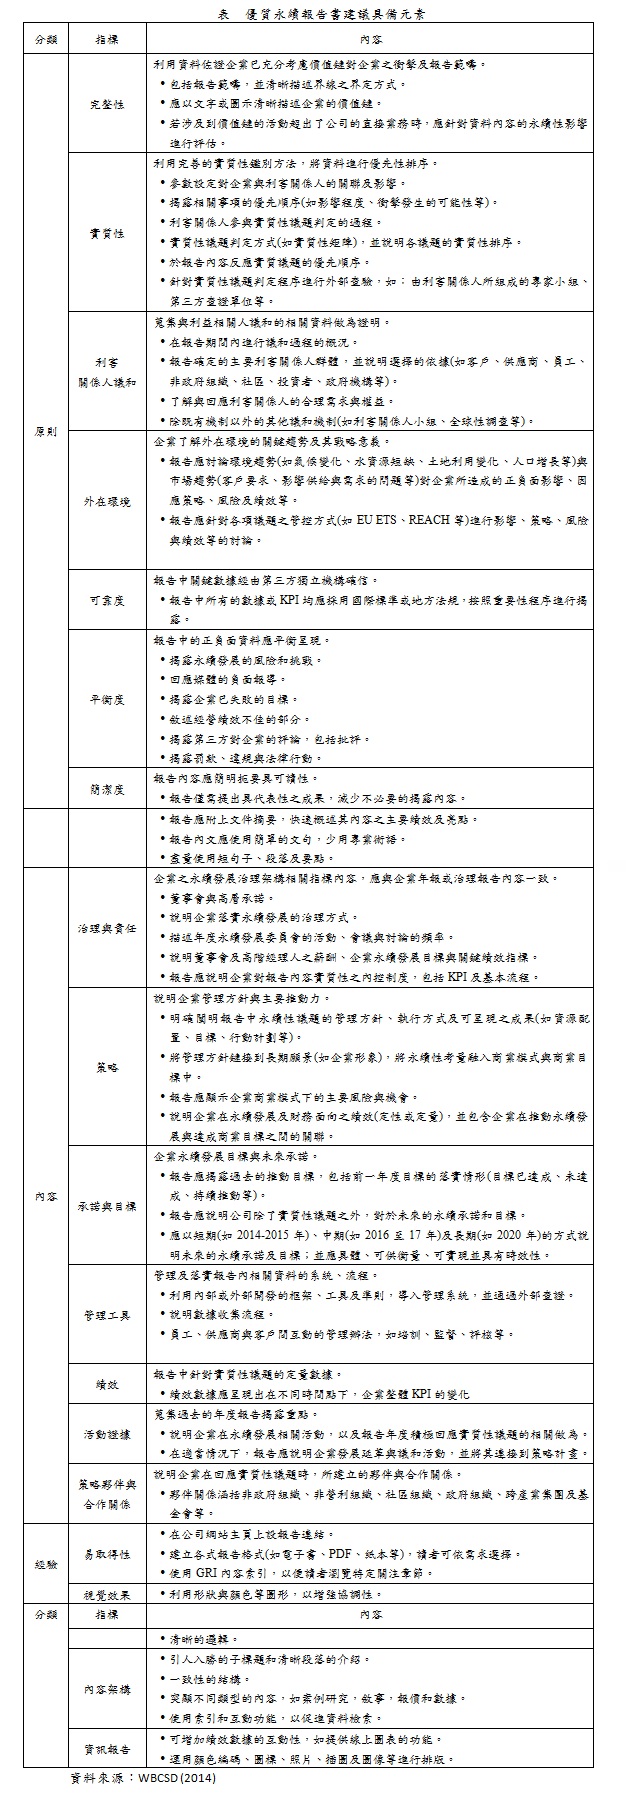 表　優質永續報告書建議具備元素
分類　指標　內容
原則
完整性
利用資料佐證企業已充分考慮價值鏈對企業之衝擊及報告範疇。
• 包括報告範疇，並清晰描述界線之界定方式。
• 應以文字或圖示清晰描述企業的價值鏈。
• 若涉及到價值鏈的活動超出了公司的直接業務時，應針對資料內容的永續性影響
進行評估。
實質性
利用完善的實質性鑑別方法，將資料進行優先性排序。
• 參數設定對企業與利害關係人的關聯及影響。
• 揭露相關事項的優先順序(如影響程度、衝擊發生的可能性等)。
• 利害關係人參與實質性議題判定的過程。
• 實質性議題判定方式(如實質性矩陣)，並說明各議題的實質性排序。
• 於報告內容反應實質議題的優先順序。
• 針對實質性議題判定程序進行外部查驗，如：由利害關係人所組成的專家小組、
第三方查證單位等。
利害
關係人議和
蒐集與利益相關人議和的相關資料做為證明。
• 在報告期間內進行議和過程的概況。
• 報告確定的主要利害關係人群體，並說明選擇的依據(如客戶、供應商、員工、
非政府組織、社區、投資者、政府機構等)。
• 了解與回應利害關係人的合理需求與權益。
• 除既有機制以外的其他議和機制(如利害關係人小組、全球性調查等)。
外在環境
企業了解外在環境的關鍵趨勢及其戰略意義。
• 報告應討論環境趨勢(如氣候變化、水資源短缺、土地利用變化、人口增長等)與
市場趨勢(客戶要求、影響供給與需求的問題等)對企業所造成的正負面影響、因
應策略、風險及績效等。
• 報告應針對各項議題之管控方式(如 EU ETS、REACH 等)進行影響、策略、風險
與績效等的討論。
可靠度
報告中關鍵數據經由第三方獨立機構確信。
• 報告中所有的數據或 KPI 均應採用國際標準或地方法規，按照重要性程序進行揭
露。
平衡度
報告中的正負面資料應平衡呈現。
• 揭露永續發展的風險和挑戰。
• 回應媒體的負面報導。
• 揭露企業已失敗的目標。
• 敘述經營績效不佳的部分。
• 揭露第三方對企業的評論，包括批評。
• 揭露罰款、違規與法律行動。
簡潔度
報告內容應簡明扼要具可讀性。
• 報告僅需提出具代表性之成果，減少不必要的揭露內容。
• 報告應附上文件摘要，快速概述其內容之主要績效及亮點。
• 報告內文應使用簡單的文句，少用專業術語。
• 盡量使用短句子、段落及要點。
內容
治理與責任
企業之永續發展治理架構相關指標內容，應與企業年報或治理報告內容一致。
• 董事會與高層承諾。
• 說明企業落實永續發展的治理方式。
• 描述年度永續發展委員會的活動、會議與討論的頻率。
• 說明董事會及高階經理人之薪酬、企業永續發展目標與關鍵績效指標。
• 報告應說明企業對報告內容實質性之內控制度，包括 KPI 及基本流程。
策略
說明企業管理方針與主要推動力。
• 明確闡明報告中永續性議題的管理方針、執行方式及可呈現之成果(如資源配
置、目標、行動計劃等)。
• 將管理方針鏈接到長期願景(如企業形象)，將永續性考量融入商業模式與商業目
標中。
• 報告應顯示企業商業模式下的主要風險與機會。
• 說明企業在永續發展及財務面向之績效(定性或定量)，並包含企業在推動永續發
展與達成商業目標之間的關聯。
承諾與目標
企業永續發展目標與未來承諾。
• 報告應揭露過去的推動目標，包括前一年度目標的落實情形(目標已達成、未達
成、持續推動等)。
• 報告應說明公司除了實質性議題之外，對於未來的永續承諾和目標。
• 應以短期(如 2014-2015 年)、中期(如 2016 至 17 年)及長期(如 2020 年)的方式說
明未來的永續承諾及目標；並應具體、可供衡量、可實現並具有時效性。
管理工具
管理及落實報告內相關資料的系統、流程。
• 利用內部或外部開發的框架、工具及準則，導入管理系統，並通過外部查證。
• 說明數據收集流程。
• 員工、供應商與客戶間互動的管理辦法，如培訓、監督、評核等。
績效
報告中針對實質性議題的定量數據。
• 績效數據應呈現出在不同時間點下，企業整體 KPI 的變化
活動證據
蒐集過去的年度報告揭露重點。
• 說明企業在永續發展相關活動，以及報告年度積極回應實質性議題的相關做為。
• 在適當情況下，報告應說明企業發展沿革與議和活動，並將其連接到策略計畫。
策略夥伴與
合作關係
說明企業在回應實質性議題時，所建立的夥伴與合作關係。
• 夥伴關係涵括非政府組織、非營利組織、社區組織、政府組織、跨產業集團及基
金會等。
經驗
易取得性
• 在公司網站主頁上設報告連結。
• 建立各式報告格式(如電子書、PDF、紙本等)，讀者可依需求選擇。
• 使用 GRI 內容索引，以便讀者瀏覽特定關注章節。
視覺效果
• 利用形狀與顏色等圖形，以增強協調性。
分類　指標　內容
• 清晰的邏輯。
內容架構
• 引人入勝的子標題和清晰段落的介紹。
• 一致性的結構。
• 突顯不同類型的內容，如案例研究，敘事，報價和數據。
• 使用索引和互動功能，以促進資料檢索。
資訊報告
• 可增加績效數據的互動性，如提供線上圖表的功能。
• 運用顏色編碼、圖標、照片、插圖及圖像等進行排版。
資料來源：WBCSD (2014)